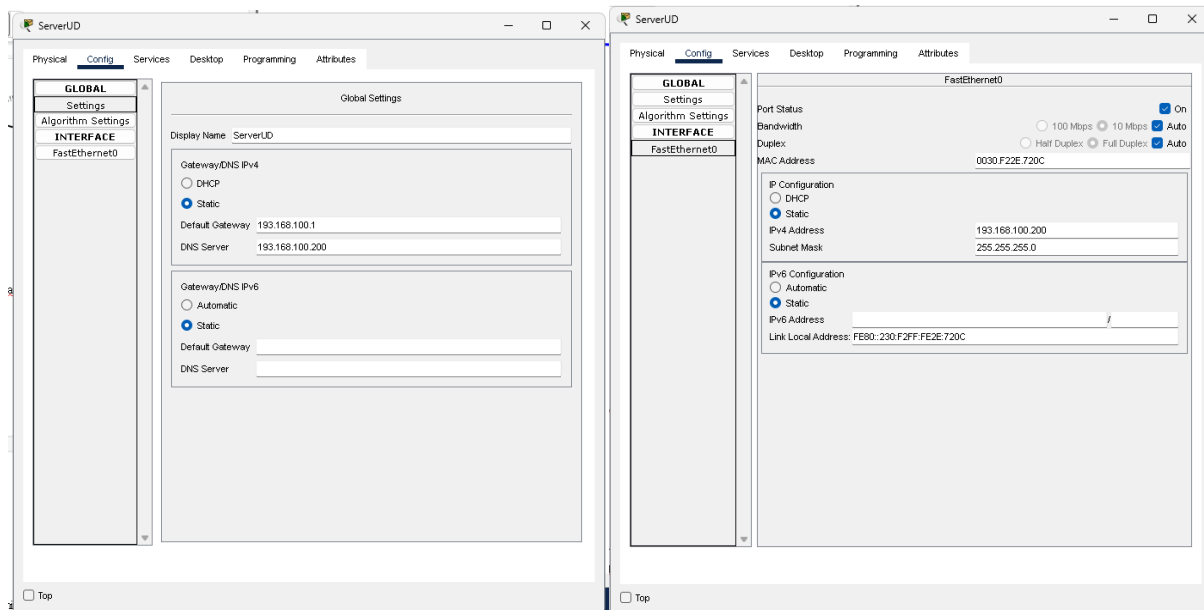 ServerUD
Physical Config Services Desktop Programming Attributes
GLOBAL
Settings
Algorithm Settings
INTERFACE
FastEthernet0
Global Settings
Display Name ServerUD
Gateway/DNS IPv4
DHCP
Static
Default Gateway 193.168.100.1
DNS Server 193.168.100.200
Gateway/DNS IPv6
Automatic
Static
Default Gateway
DNS Server
Top
ServerUD
Physical Config Services Desktop Programming Attributes
GLOBAL
Settings
Algorithm Settings
INTERFACE
FastEthernet0
FastEthernet0
Port Status On
Bandwidth 100 Mbps 10 Mbps Auto
Duplex Half Duplex Full Duplex Auto
MAC Address 0030.F22E.720C
IP Configuration
DHCP
Static
IPv4 Address 193.168.100.200
Subnet Mask 255.255.255.0
IPv6 Configuration
Automatic
Static
IPv6 Address /
Link Local Address: FE80::230:F2FF:FE2E:720C
Top